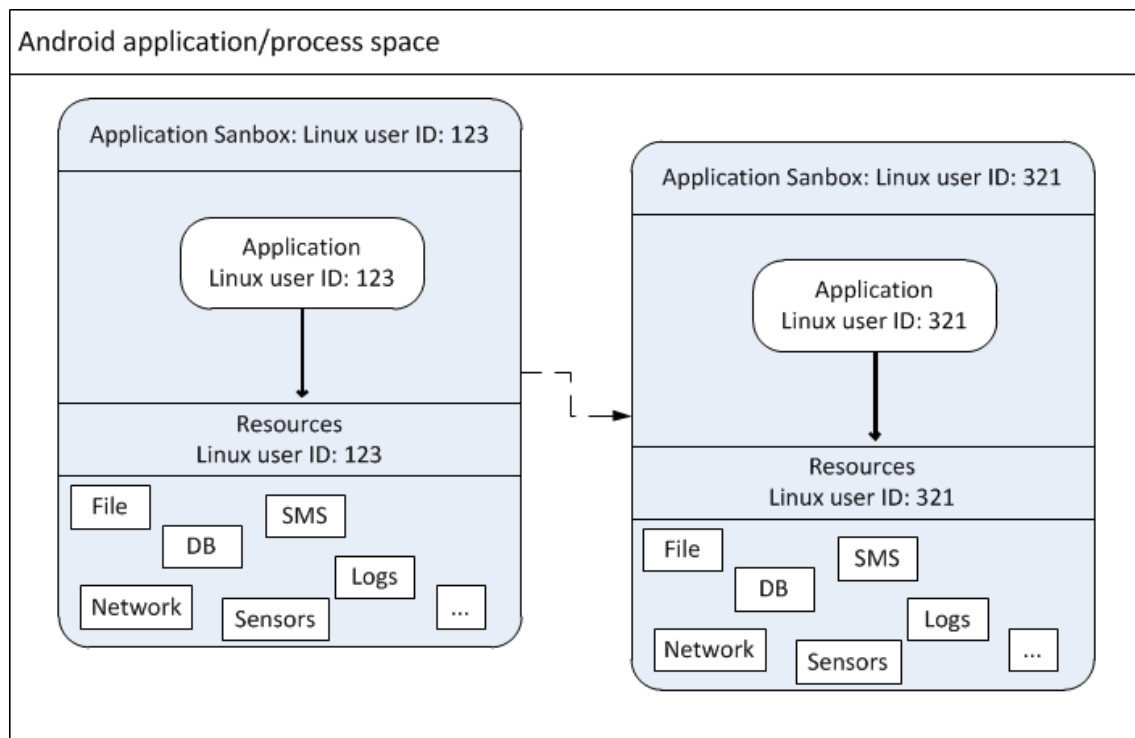 Android application/process space
Application Sanbox: Linux user ID: 123
Application
Linux user ID: 123
Resources
Linux user ID: 123
File
SMS
DB
Logs
Network
Sensors
...
Application Sanbox: Linux user ID: 321
Application
Linux user ID: 321
Resources
Linux user ID: 321
File
SMS
DB
Logs
Network
Sensors
...